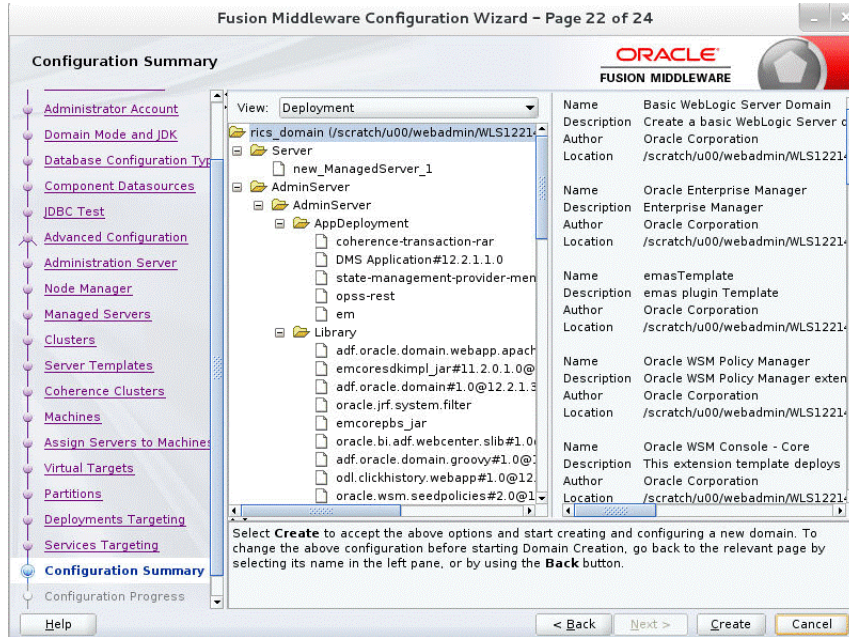 Fusion Middleware Configuration Wizard – Page 22 of 24
Configuration Summary
ORACLE
FUSION MIDDLEWARE
Administrator Account
Domain Mode and JDK
Database Configuration Typ
Component Datasources
JDBC Test
Advanced Configuration
Administration Server
Node Manager
Managed Servers
Clusters
Server Templates
Coherence Clusters
Machines
Assign Servers to Machines
Virtual Targets
Partitions
Deployments Targeting
Services Targeting
Configuration Summary
Configuration Progress
View: Deployment
rics_domain (/scratch/u00/webadmin/WLS1221
Server
new_ManagedServer_1
AdminServer
AdminServer
AppDeployment
coherence-transaction-rar
DMS Application#12.2.1.1.0
state-management-provider-men
opss-rest
em
Library
adf.oracle.domain.webapp.apach
emcoresdkimpl_jar#11.2.0.1.0@
adf.oracle.domain#1.0@12.2.1.3
oracle.jrf.system.filter
emcorepbs_jar
oracle.bi.adf.webcenter.slib#1.0
adf.oracle.domain.groovy#1.0@1
odl.clickhistory.webapp#1.0@12.
oracle.wsm.seedpolicies#2.0@1
Name Basic WebLogic Server Domain
Description Create a basic WebLogic Server d
Author Oracle Corporation
Location /scratch/u00/webadmin/WLS1221
Name Oracle Enterprise Manager
Description Enterprise Manager
Author Oracle Corporation
Location /scratch/u00/webadmin/WLS1221
Name emasTemplate
Description emas plugin Template
Author Oracle Corporation
Location /scratch/u00/webadmin/WLS1221
Name Oracle WSM Policy Manager
Description Oracle WSM Policy Manager exten
Author Oracle Corporation
Location /scratch/u00/webadmin/WLS1221
Name Oracle WSM Console - Core
Description This extension template deploys
Author Oracle Corporation
Location /scratch/u00/webadmin/WLS1221
Select Create to accept the above options and start creating and configuring a new domain. To
change the above configuration before starting Domain Creation, go back to the relevant page by
selecting its name in the left pane, or by using the Back button.
Help
< Back
Next >
Create
Cancel